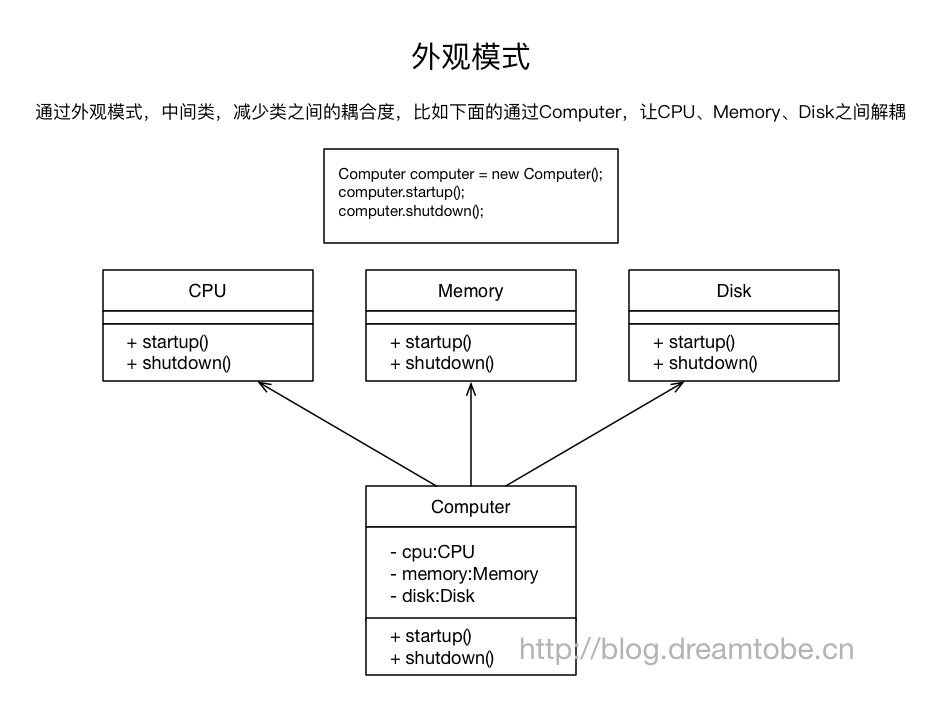 外观模式
通过外观模式，中间类，减少类之间的耦合度，比如下面的通过Computer，让CPU、Memory、Disk之间解耦
Computer computer = new Computer();
computer.startup();
computer.shutdown();
CPU
+ startup()
+ shutdown()
Memory
+ startup()
+ shutdown()
Disk
+ startup()
+ shutdown()
Computer
- cpu:CPU
- memory:Memory
- disk:Disk
+ startup()
+ shutdown()
http://blog.dreamtobe.cn